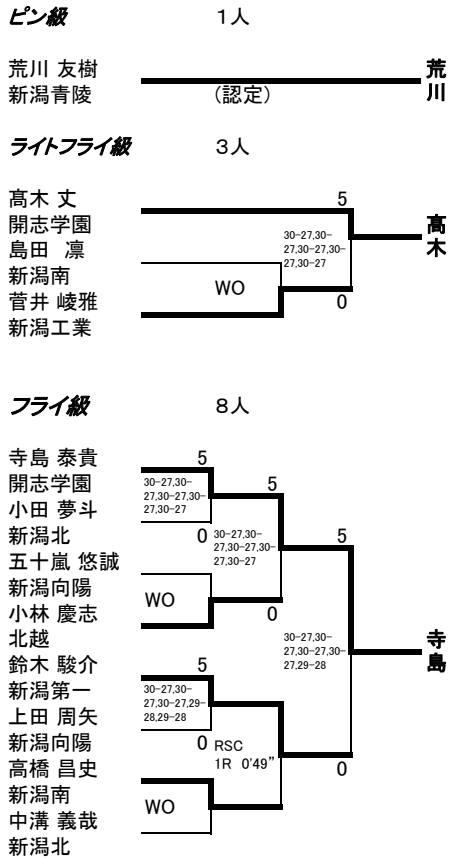 ピン級 1人
荒川 友樹
新潟青陵 (認定)
荒川
ライトフライ級 3人
髙木 丈
開志学園
島田 凛
新潟南
菅井 崚雅
新潟工業
5
30-27,30-
27,30-27,30-
27,30-27
WO
0
髙木
フライ級 8人
寺島 泰貴
開志学園
小田 夢斗
新潟北
五十嵐 悠誠
新潟向陽
小林 慶志
北越
鈴木 駿介
新潟第一
上田 周矢
新潟向陽
高橋 昌史
新潟南
中溝 義哉
新潟北
5
30-27,30-
27,30-27,30-
27,30-27
0
WO
5
30-27,30-
27,30-27,30-
27,30-27
0
5
30-27,30-
27,30-27,29-
28,29-28
0
WO
RSC
1R 0'49”
5
30-27,30-
27,30-27,30-
27,29-28
0
寺島